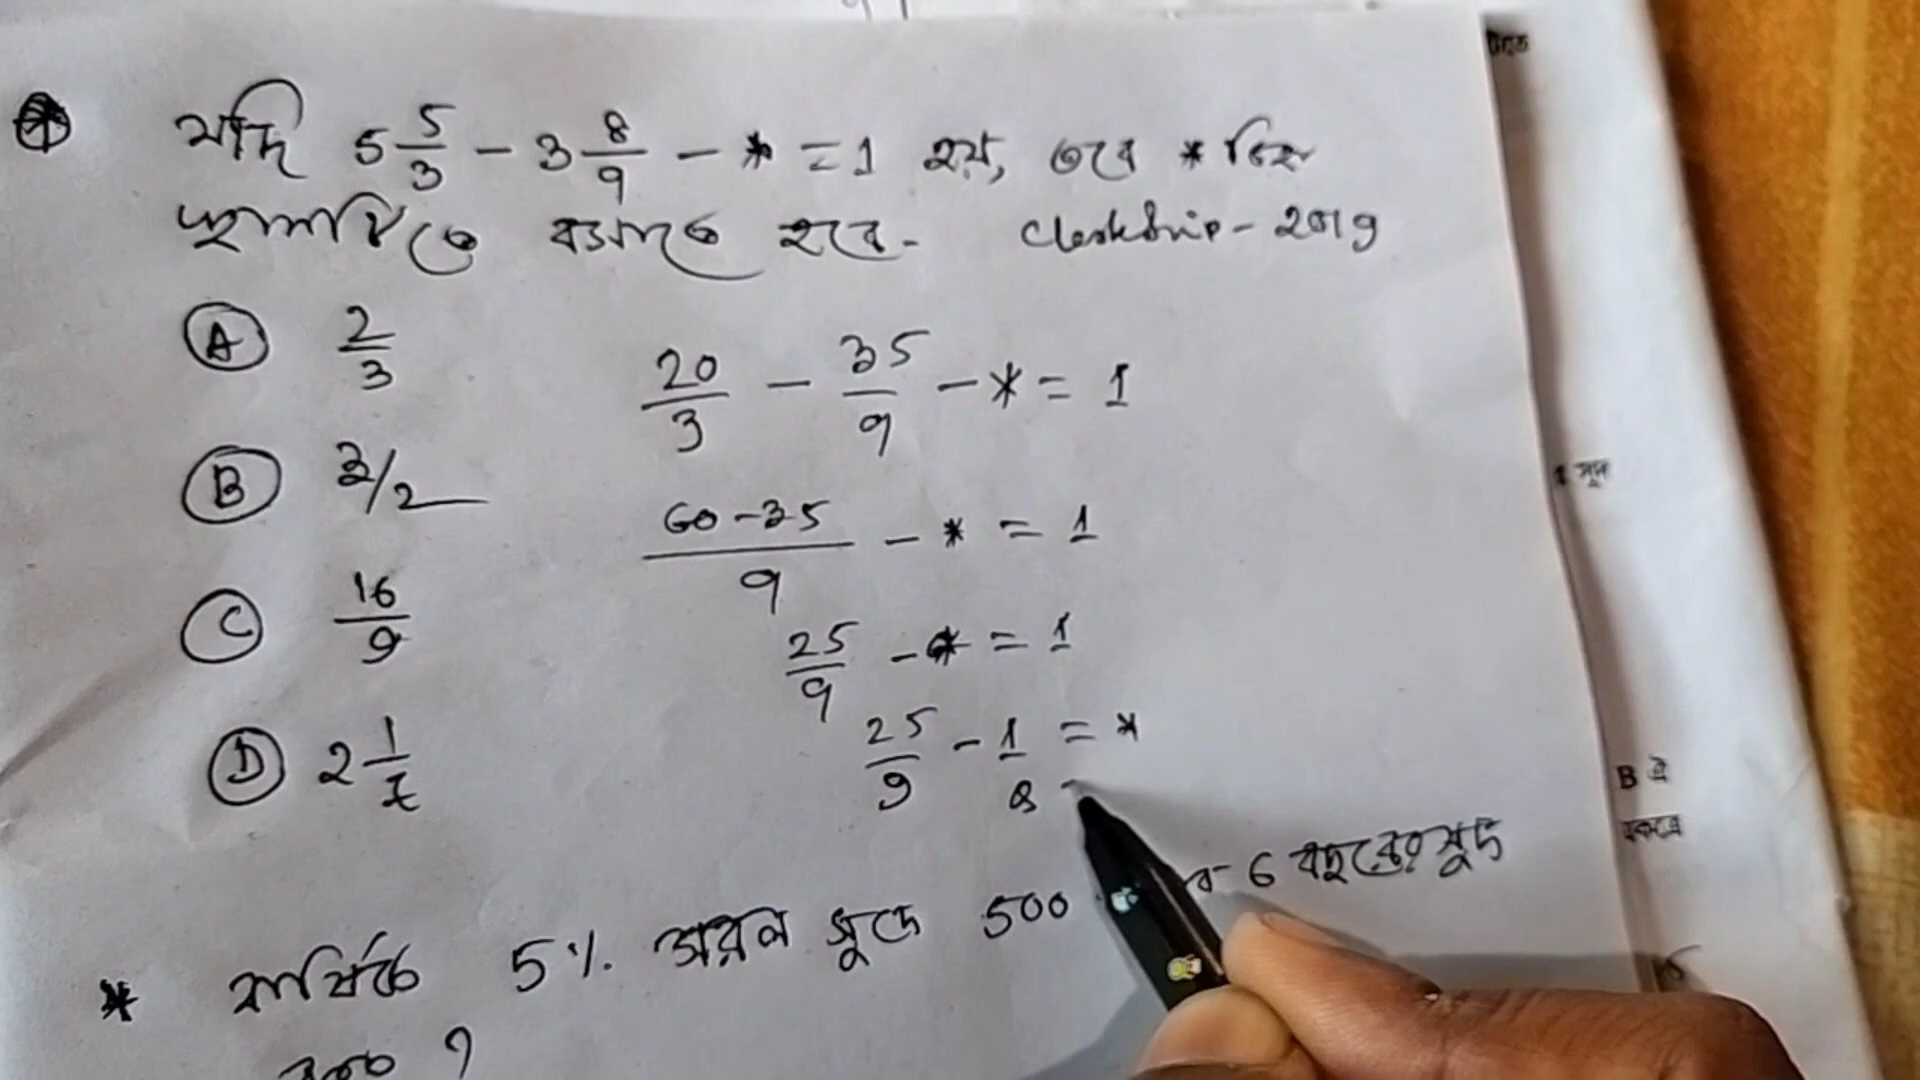 যদি 5 5/3 - 3 8/9 - * = 1 হয়, তবে * চিহ্ন
বসাতে হবে- Clerkship - 2019
A 2/3
20/3 - 35/9 - * = 1
B 3/2
60-35/9 - * = 1
C 16/9
25/9 - * = 1
D 2 1/7
25/9 - 1 = *
* বার্ষিক 5% সরল সুদে 500 6 বছরের সুদ
কত ?
সুদ
B ঐ